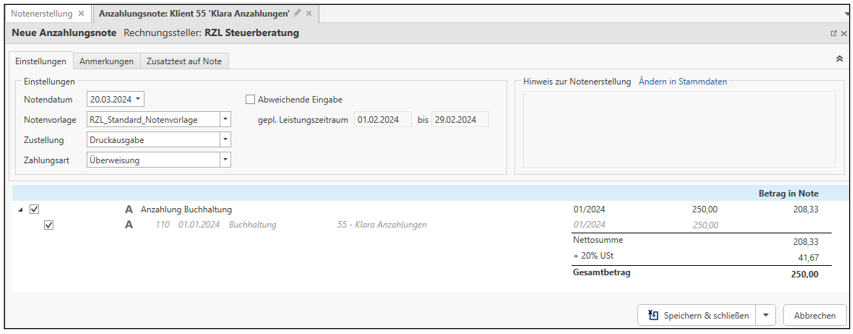 Notenerstellung Anzahlungsnote: Klient 55 'Klara Anzahlungen'
Neue Anzahlungsnote Rechnungssteller: RZL Steuerberatung
Einstellungen Anmerkungen Zusatztext auf Note
Einstellungen Hinweis zur Notenerstellung Ändern in Stammdaten
Notendatum 20.03.2024 Abweichende Eingabe
Notenvorlage RZL_Standard_Notenvorlage gepl. Leistungszeitraum 01.02.2024 bis 29.02.2024
Zustellung Druckausgabe
Zahlungsart Überweisung
Betrag in Note
A Anzahlung Buchhaltung 01/2024 250,00 208,33
A 110 01.01.2024 Buchhaltung 55 - Klara Anzahlungen 01/2024 250,00
Nettosumme 208,33
+ 20% USt 41,67
Gesamtbetrag 250,00
Speichern & schließen Abbrechen